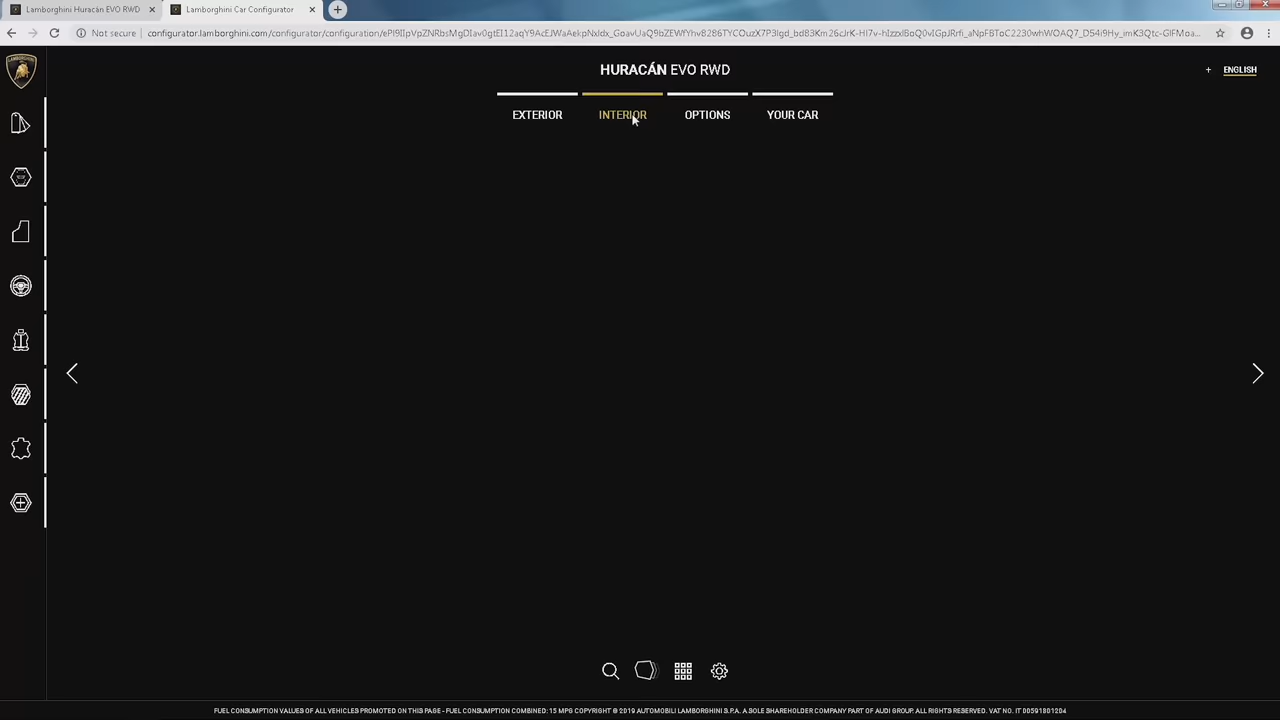 Lamborghini Huracán EVO RWD
Lamborghini Car Configurator
Not secure
HURACÁN EVO RWD
+ ENGLISH
EXTERIOR INTERIOR OPTIONS YOUR CAR
FUEL CONSUMPTION VALUES OF ALL VEHICLES PROMOTED ON THIS PAGE - FUEL CONSUMPTION COMBINED: 15 MPG COPYRIGHT © 2019 AUTOMOBILI LAMBORGHINI S.P.A. A SOLE SHAREHOLDER COMPANY PART OF AUDI GROUP. ALL RIGHTS RESERVED. VAT NO. IT 00591801204